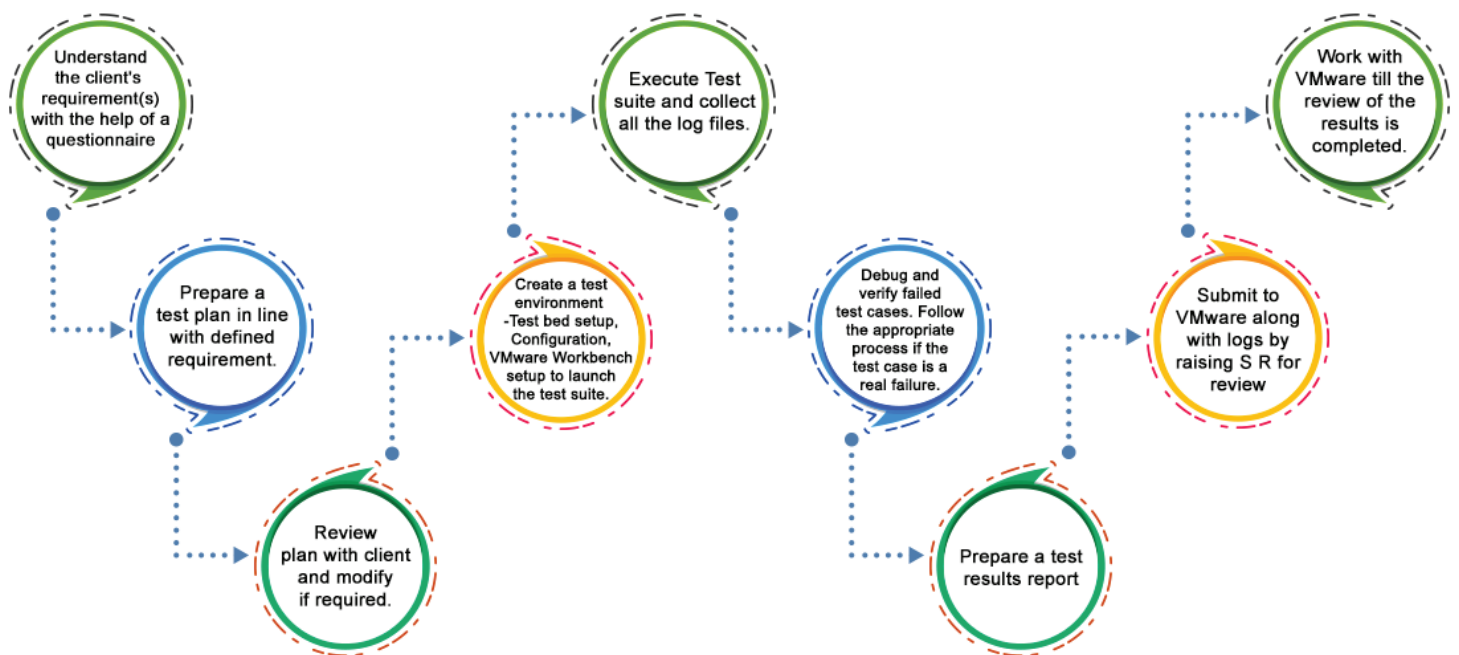 Understand
the client's
requirement(s)
with the help of a
questionnaire
Prepare a
test plan in line
with defined
requirement.
Review
plan with client
and modify
if required.
Create a test
environment
-Test bed setup,
Configuration,
VMware Workbench
setup to launch
the test suite.
Execute Test
suite and collect
all the log files.
Debug and
verify failed
test cases. Follow
the appropriate
process if the
test case is a
real failure.
Prepare a test
results report
Submit to
VMware along
with logs by
raising S R for
review
Work with
VMware till the
review of the
results is
completed.